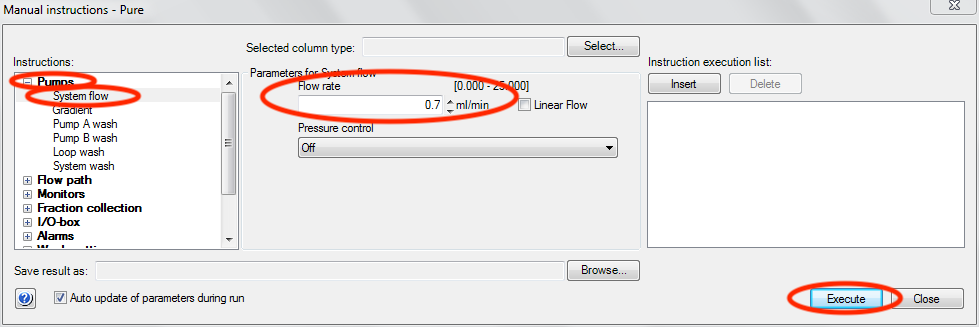 Manual instructions - Pure
Selected column type:
Select...
Instructions:
Pumps
System flow
Gradient
Pump A wash
Pump B wash
Loop wash
System wash
Flow path
Monitors
Fraction collection
I/O-box
Alarms
Parameters for System flow
Flow rate [0.000 - 25.000]
0.7 ml/min
Linear Flow
Pressure control
Off
Instruction execution list:
Insert
Delete
Save result as:
Browse...
Auto update of parameters during run
Execute
Close